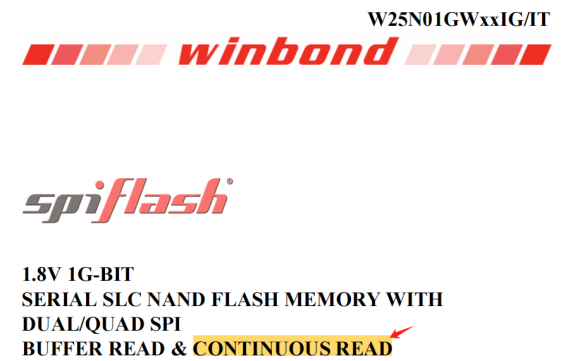 W25N01GWxxIG/IT
winbond
spiflash®
1.8V 1G-BIT
SERIAL SLC NAND FLASH MEMORY WITH
DUAL/QUAD SPI
BUFFER READ & CONTINUOUS READ